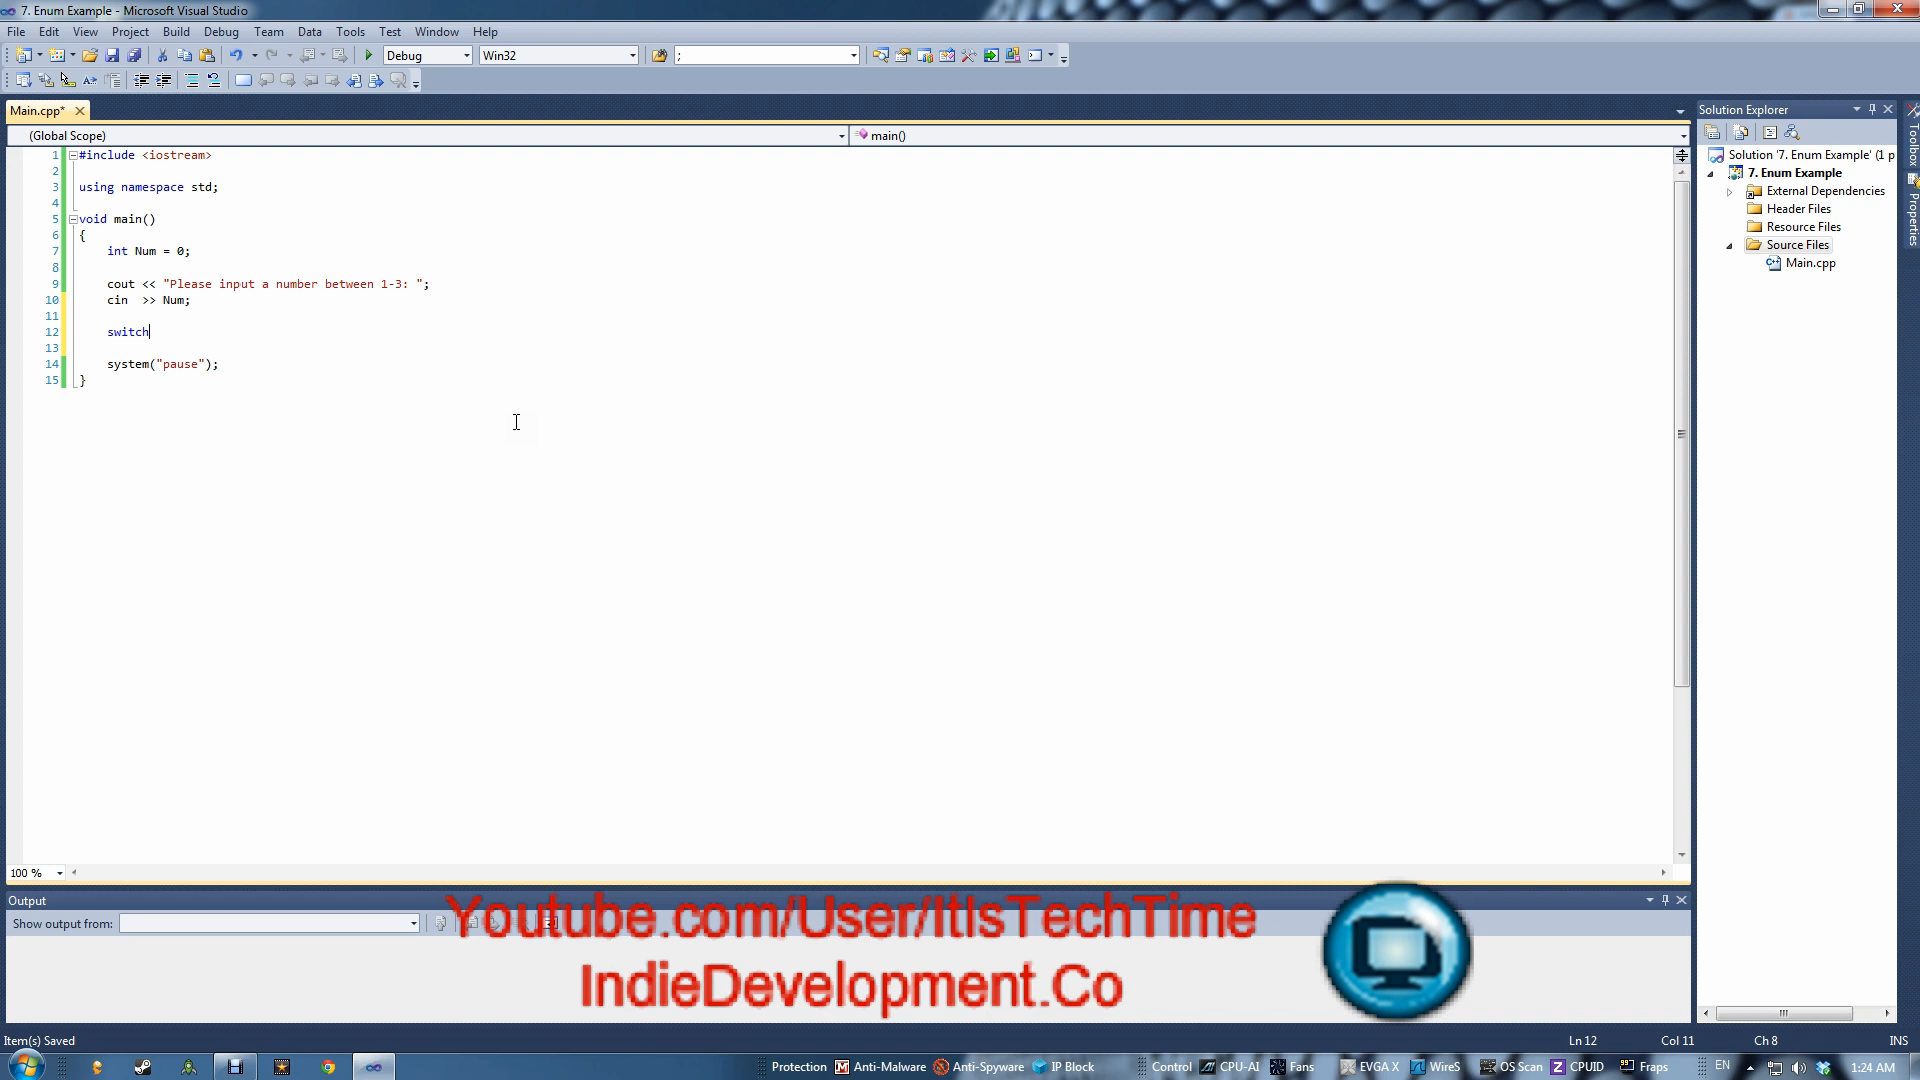 7. Enum Example - Microsoft Visual Studio
File Edit View Project Build Debug Team Data Tools Test Window Help
Debug Win32 ;
Main.cpp*
(Global Scope) main()
Solution Explorer
Toolbox
Properties
Solution '7. Enum Example' (1 p
7. Enum Example
External Dependencies
Header Files
Resource Files
Source Files
Main.cpp
1 #include <iostream>
2
3 using namespace std;
4
5 void main()
6 {
7 int Num = 0;
8
9 cout << "Please input a number between 1-3: ";
10 cin >> Num;
11
12 switch
13
14 system("pause");
15 }
100 %
Output
Show output from:
Youtube.com/User/ItIsTechTime
IndieDevelopment.Co
Item(s) Saved Ln 12 Col 11 Ch 8 INS
Protection Anti-Malware Anti-Spyware IP Block Control CPU-AI Fans EVGA X WireS OS Scan CPUID Fraps EN 1:24 AM